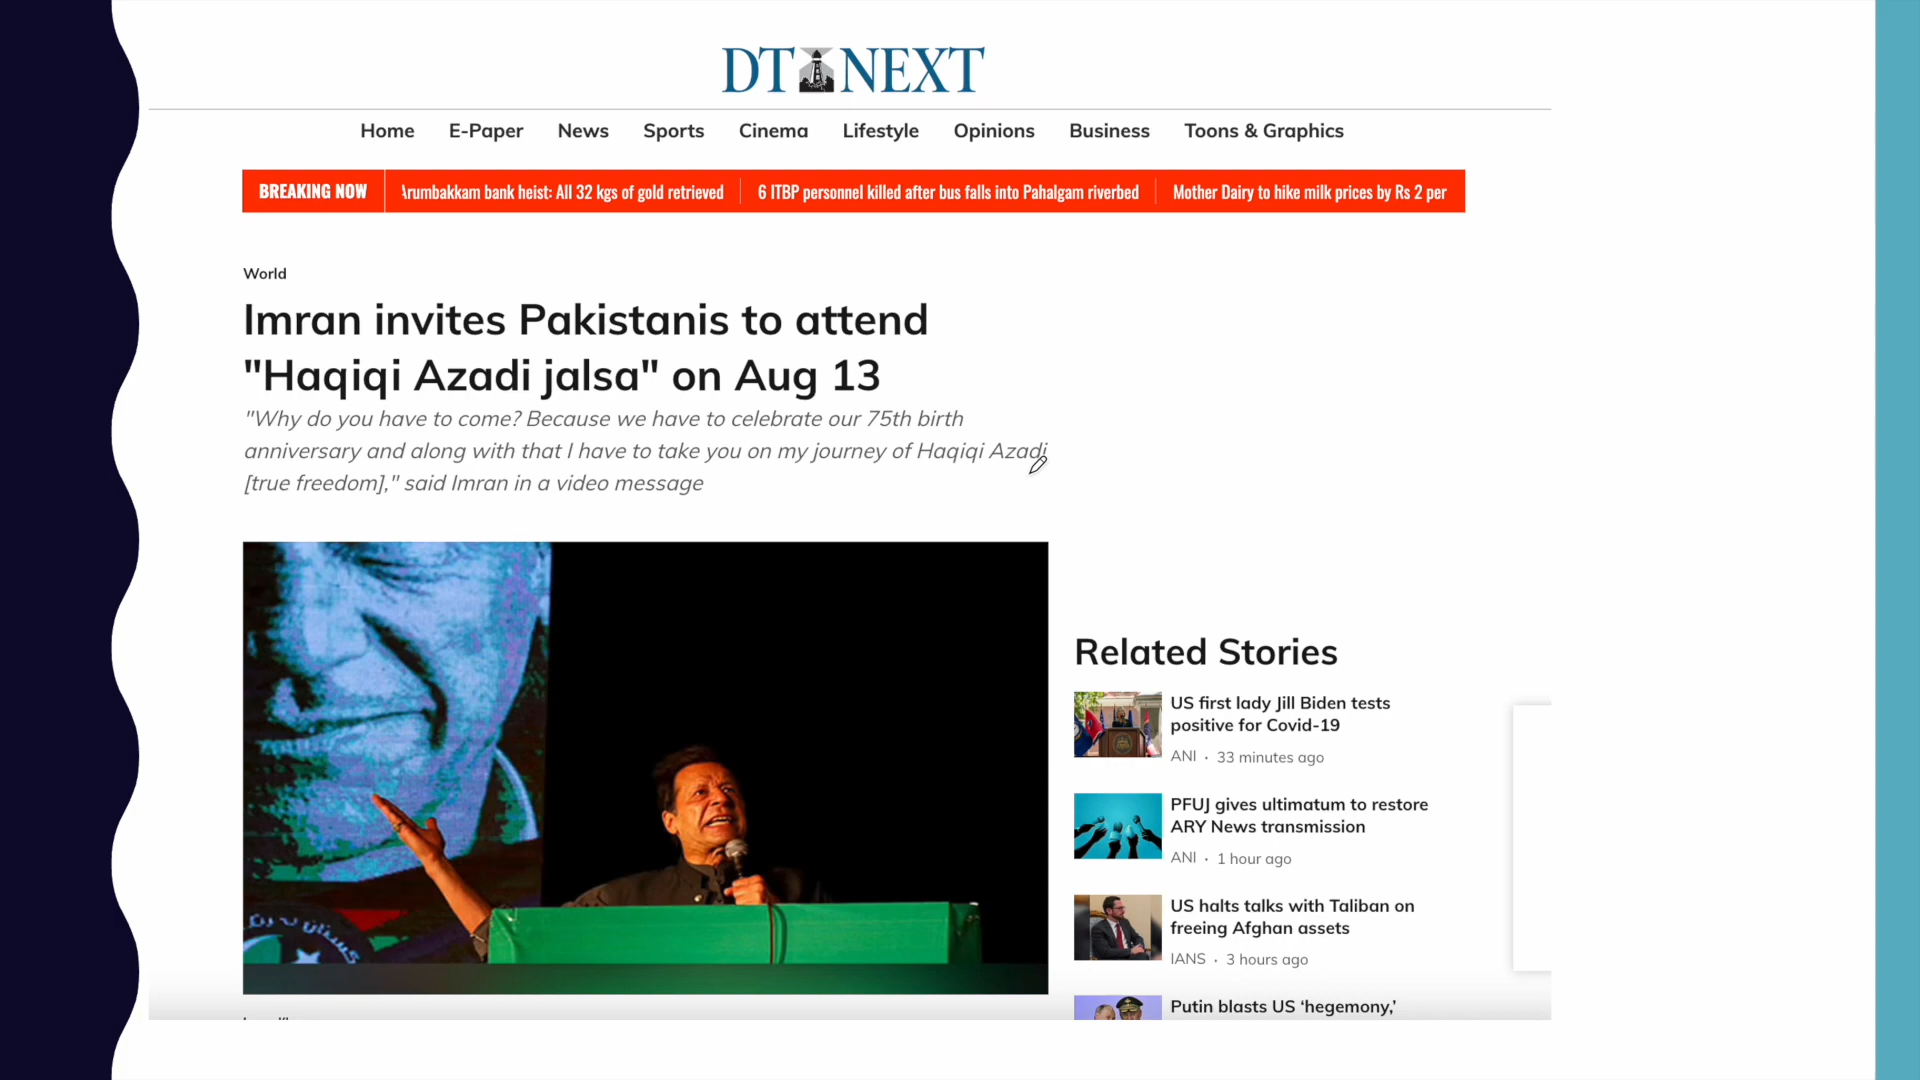 DT NEXT
Home E-Paper News Sports Cinema Lifestyle Opinions Business Toons & Graphics
BREAKING NOW Arumbakkam bank heist: All 32 kgs of gold retrieved 6 ITBP personnel killed after bus falls into Pahalgam riverbed Mother Dairy to hike milk prices by Rs 2 per
World
Imran invites Pakistanis to attend
"Haqiqi Azadi jalsa" on Aug 13
"Why do you have to come? Because we have to celebrate our 75th birth
anniversary and along with that I have to take you on my journey of Haqiqi Azadi
[true freedom]," said Imran in a video message
Related Stories
US first lady Jill Biden tests
positive for Covid-19
ANI · 33 minutes ago
PFUJ gives ultimatum to restore
ARY News transmission
ANI · 1 hour ago
US halts talks with Taliban on
freeing Afghan assets
IANS · 3 hours ago
Putin blasts US ‘hegemony,’